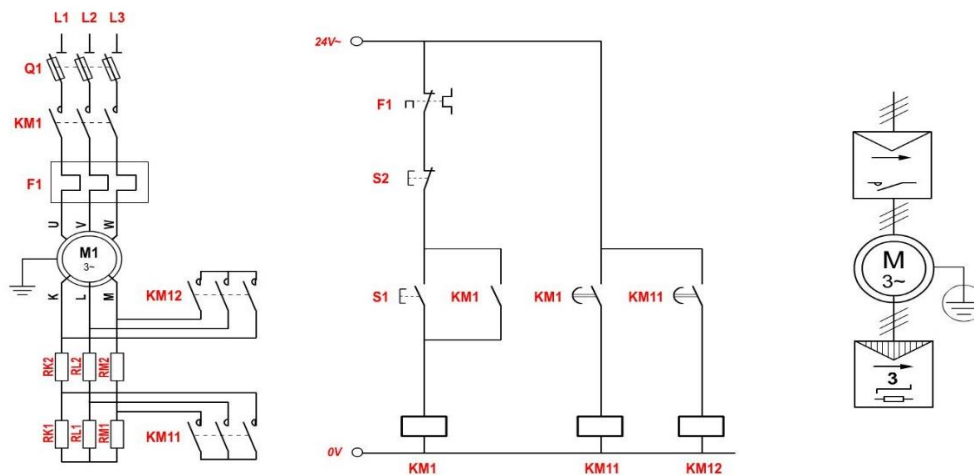 L1 L2 L3
Q1
KM1
F1
U V W
M1
3~
K L M
KM12
RK2 RL2 RM2
RK1 RL1 RM1
KM11
24V~
F1
S2
S1
KM1
KM1
KM11
0V
KM1
KM11
KM12
M
3~
3